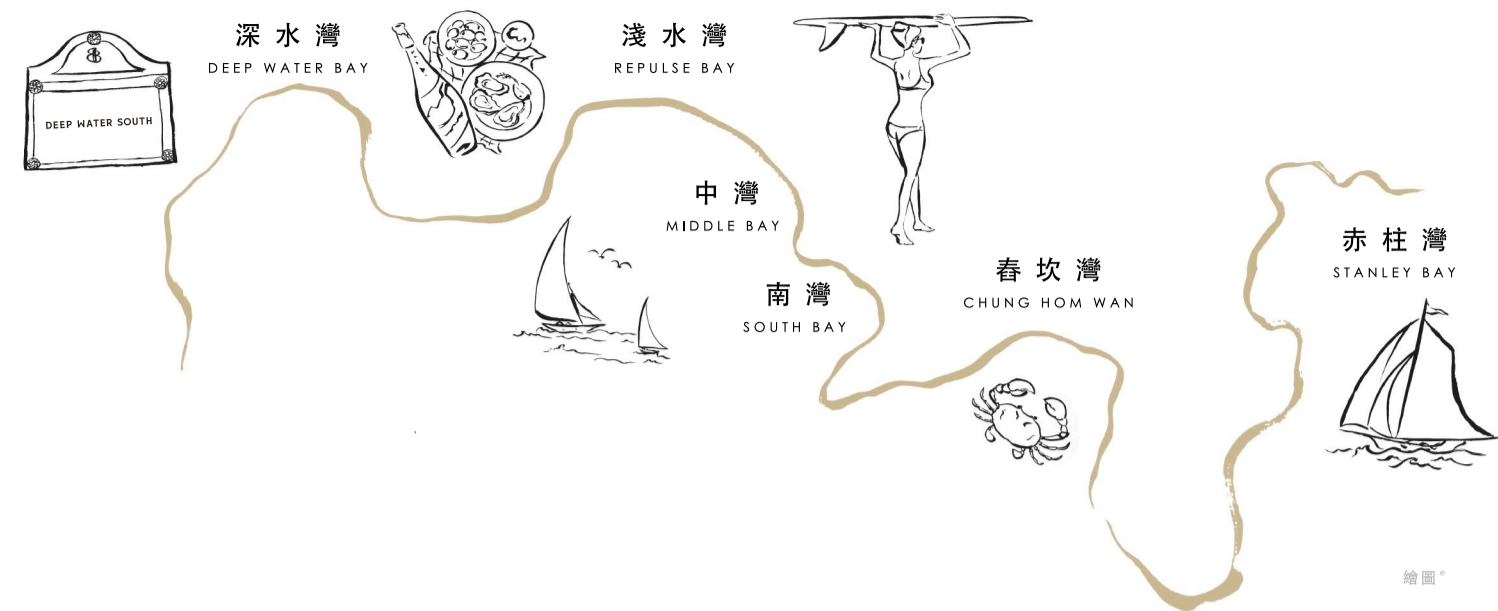 DEEP WATER SOUTH
深水灣
DEEP WATER BAY
淺水灣
REPULSE BAY
中灣
MIDDLE BAY
南灣
SOUTH BAY
舂坎灣
CHUNG HOM WAN
赤柱灣
STANLEY BAY
繪圖 e